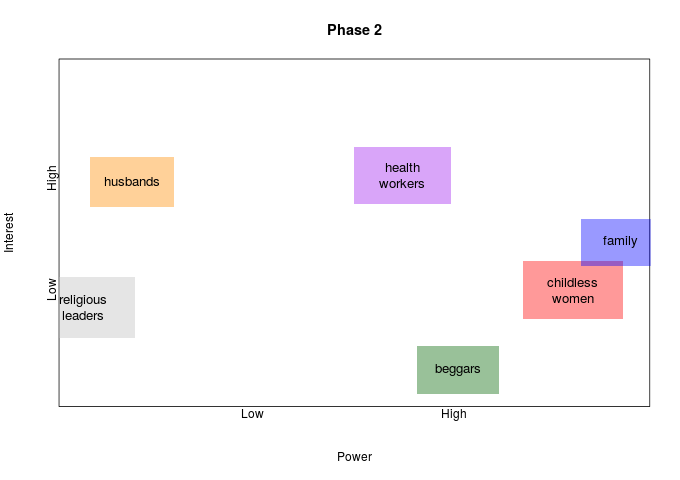 Phase 2
High
health
workers
husbands
family
Interest
Low
childless
women
religious
leaders
beggars
Low
High
Power